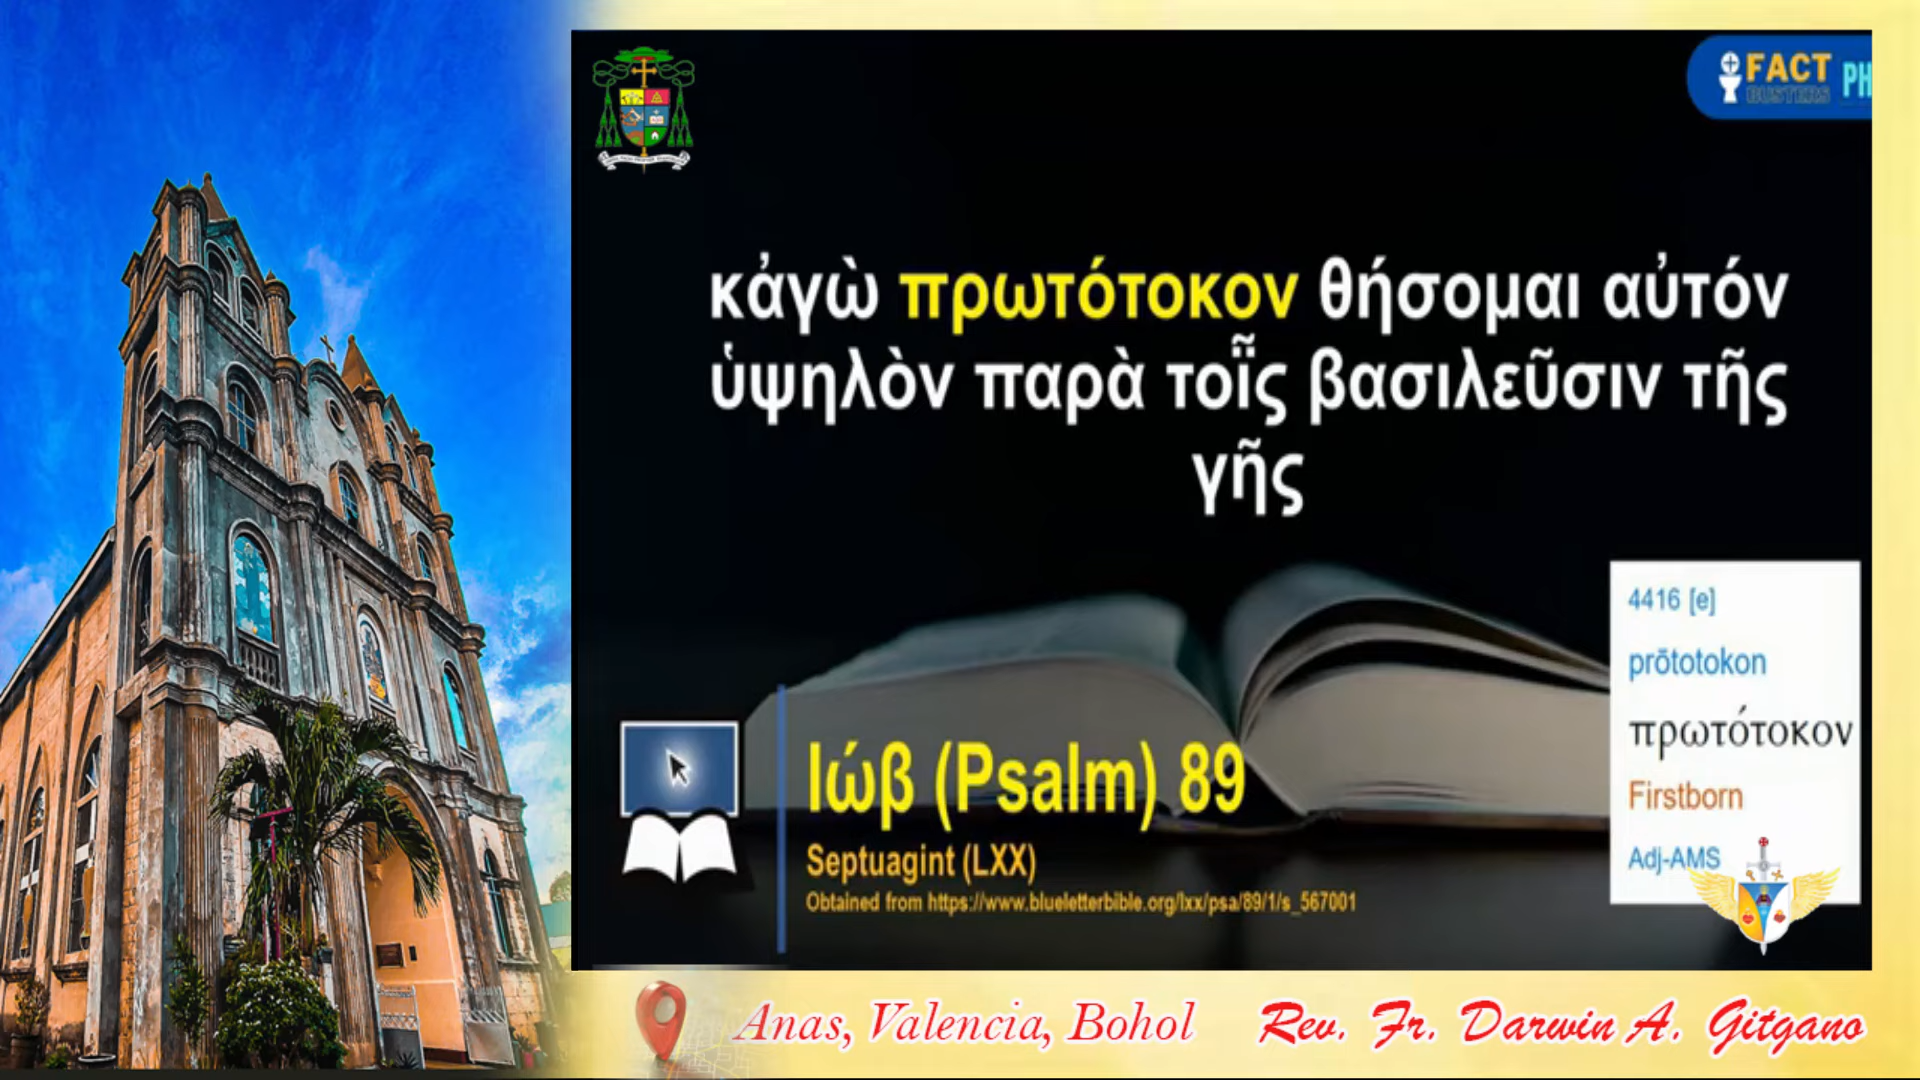 FACT
BUSTERS
PH
κἀγὼ πρωτότοκον θήσομαι αὐτόν
ὑψηλὸν παρὰ τοῖς βασιλεῦσιν τῆς
γῆς
4416 [e]
prōtotokon
πρωτότοκον
Firstborn
Adj-AMS
Ιώβ (Psalm) 89
Septuagint (LXX)
Obtained from https://www.blueletterbible.org/lxx/psa/89/1/s_567001
Anas, Valencia, Bohol
Rev. Fr. Darwin A. Gitgano